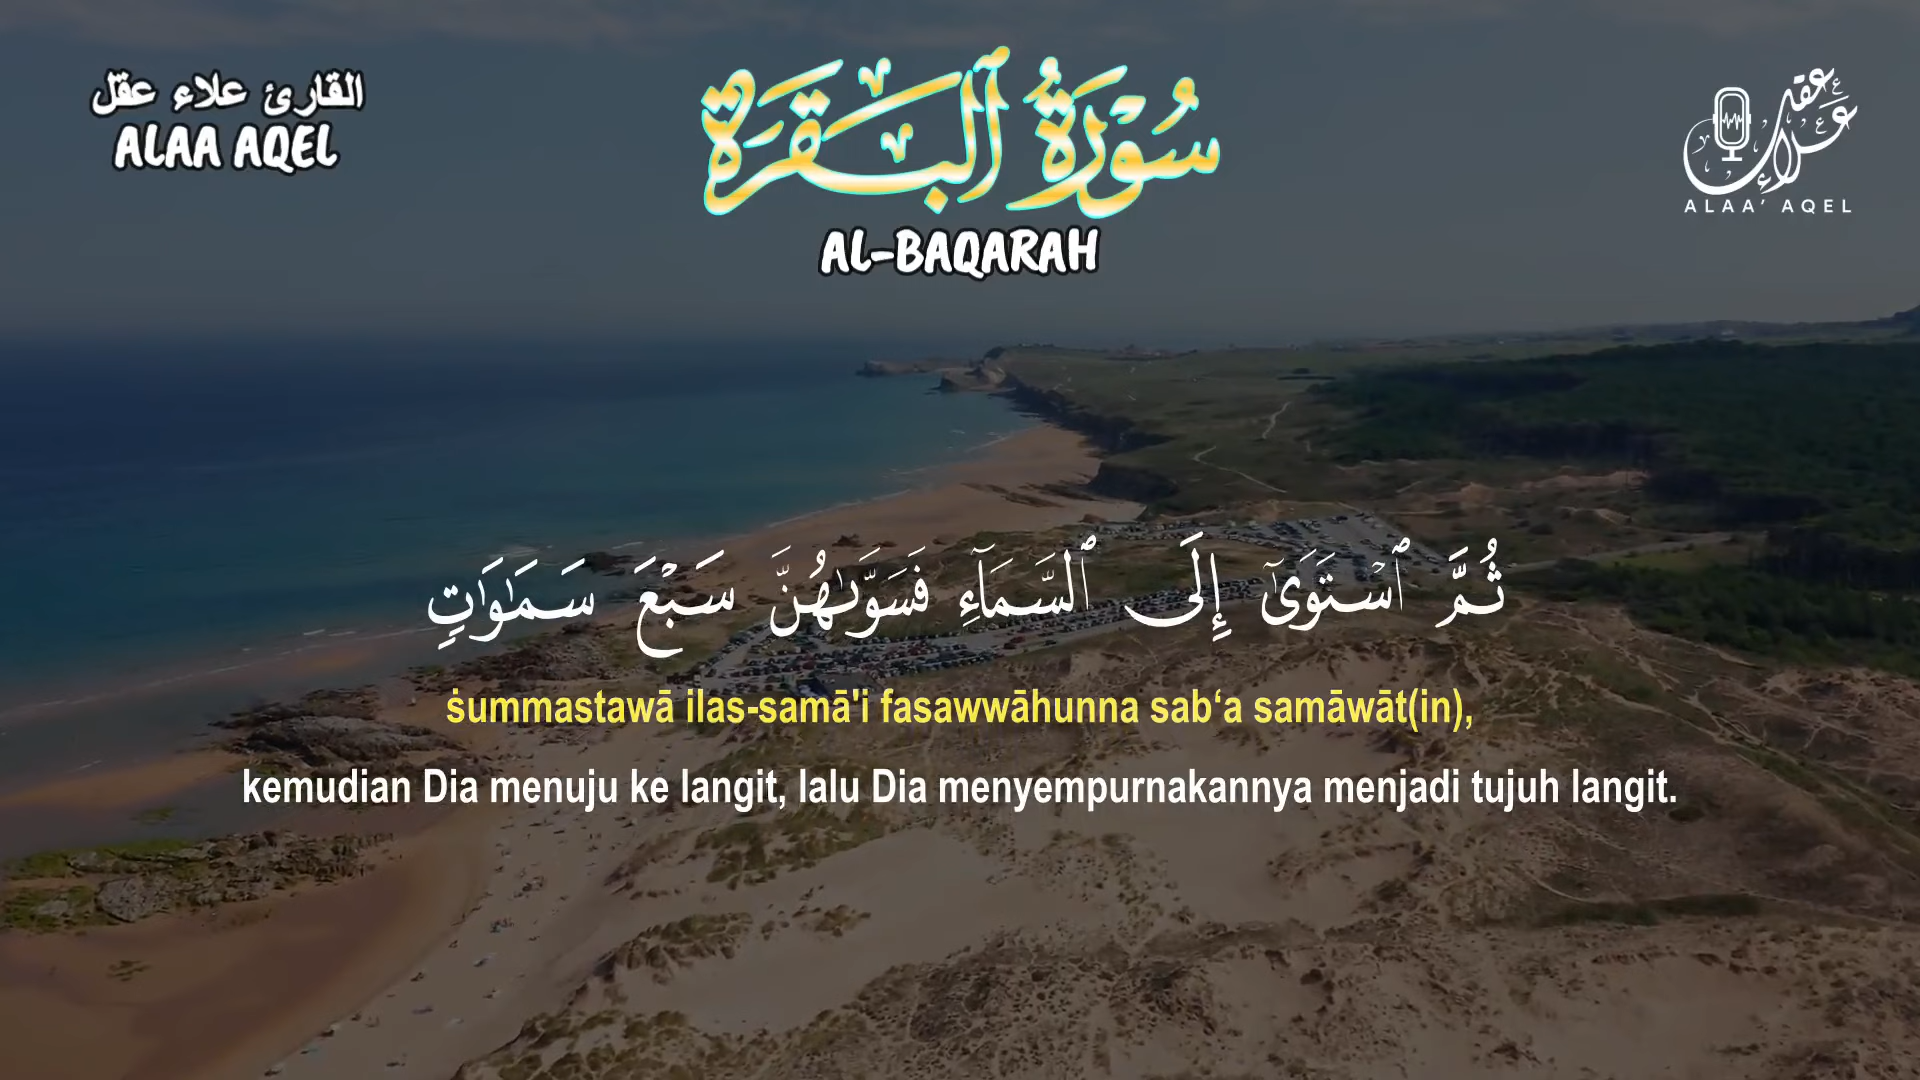 القارئ علاء عقل
ALAA AQEL
سُورَةُ ٱلْبَقَرَةِ
AL-BAQARAH
علاء عقل
ALAA' AQEL
ثُمَّ ٱسْتَوَىٰٓ إِلَى ٱلسَّمَآءِ فَسَوَّىٰهُنَّ سَبْعَ سَمَٰوَٰتٍ
ṡummastawā ilas-samā'i fasawwāhunna sab‘a samāwāt(in),
kemudian Dia menuju ke langit, lalu Dia menyempurnakannya menjadi tujuh langit.